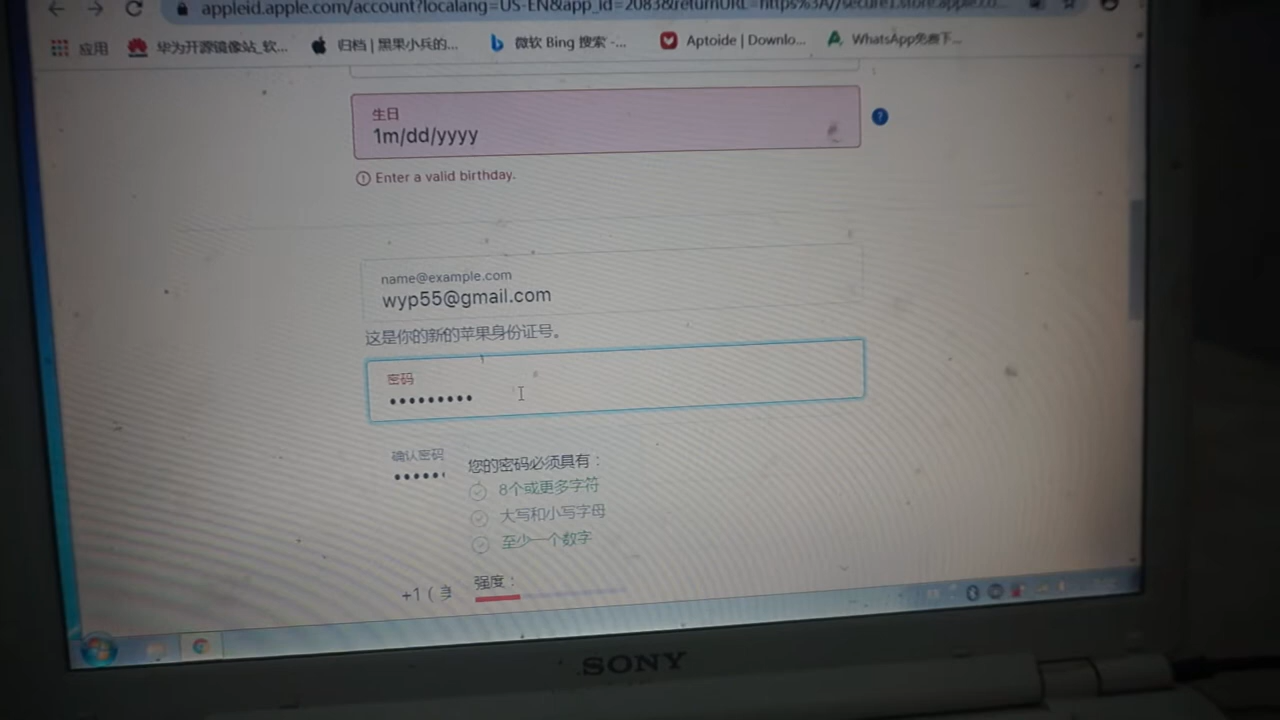 appleid.apple.com/account?localang=US-EN&app_id=2083&returnURL=https%3A//secure1.store.apple.co...
应用 华为开源镜像站_软... 归档 | 黑果小兵的... 微软 Bing 搜索 -... Aptoide | Downlo... WhatsApp免费下...
生日
1m/dd/yyyy
Enter a valid birthday.
name@example.com
wyp55@gmail.com
这是你的新的苹果身份证号。
密码
确认密码
您的密码必须具有：
8个或更多字符
大写和小写字母
至少一个数字
强度：
+1 (
SONY